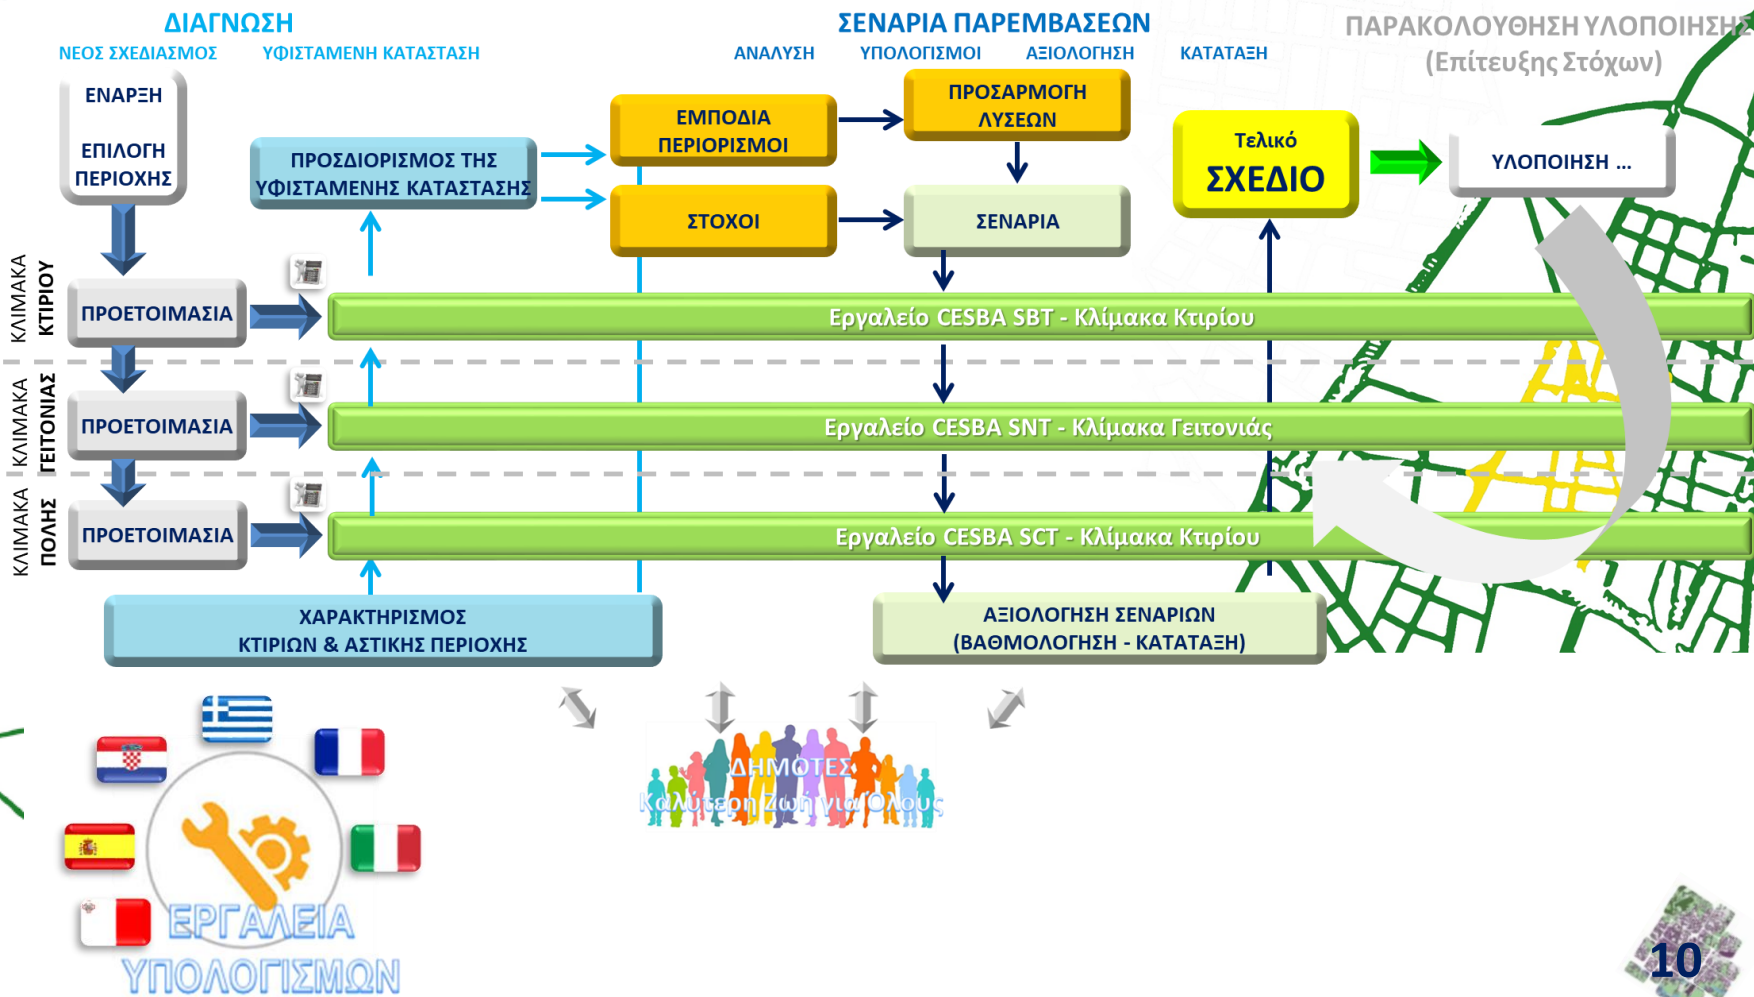 ΔΙΑΓΝΩΣΗ
ΣΕΝΑΡΙΑ ΠΑΡΕΜΒΑΣΕΩΝ
ΠΑΡΑΚΟΛΟΥΘΗΣΗ ΥΛΟΠΟΙΗΣΗΣ
(Επίτευξης Στόχων)
ΝΕΟΣ ΣΧΕΔΙΑΣΜΟΣ
ΥΦΙΣΤΑΜΕΝΗ ΚΑΤΑΣΤΑΣΗ
ΑΝΑΛΥΣΗ
ΥΠΟΛΟΓΙΣΜΟΙ
ΑΞΙΟΛΟΓΗΣΗ
ΚΑΤΑΤΑΞΗ
ΕΝΑΡΞΗ
ΕΠΙΛΟΓΗ
ΠΕΡΙΟΧΗΣ
ΠΡΟΣΔΙΟΡΙΣΜΟΣ ΤΗΣ
ΥΦΙΣΤΑΜΕΝΗΣ ΚΑΤΑΣΤΑΣΗΣ
ΕΜΠΟΔΙΑ
ΠΕΡΙΟΡΙΣΜΟΙ
ΣΤΟΧΟΙ
ΠΡΟΣΑΡΜΟΓΗ
ΛΥΣΕΩΝ
ΣΕΝΑΡΙΑ
Τελικό
ΣΧΕΔΙΟ
ΥΛΟΠΟΙΗΣΗ ...
ΚΛΙΜΑΚΑ
ΚΤΙΡΙΟΥ
ΠΡΟΕΤΟΙΜΑΣΙΑ
Εργαλείο CESBA SBT - Κλίμακα Κτιρίου
ΚΛΙΜΑΚΑ
ΓΕΙΤΟΝΙΑΣ
ΠΡΟΕΤΟΙΜΑΣΙΑ
Εργαλείο CESBA SNT - Κλίμακα Γειτονιάς
ΚΛΙΜΑΚΑ
ΠΟΛΗΣ
ΠΡΟΕΤΟΙΜΑΣΙΑ
Εργαλείο CESBA SCT - Κλίμακα Κτιρίου
ΧΑΡΑΚΤΗΡΙΣΜΟΣ
ΚΤΙΡΙΩΝ & ΑΣΤΙΚΗΣ ΠΕΡΙΟΧΗΣ
ΑΞΙΟΛΟΓΗΣΗ ΣΕΝΑΡΙΩΝ
(ΒΑΘΜΟΛΟΓΗΣΗ - ΚΑΤΑΤΑΞΗ)
ΔΗΜΟΤΕΣ
Καλύτερη Ζωή για Όλους
ΕΡΓΑΛΕΙΑ
ΥΠΟΛΟΓΙΣΜΩΝ
10